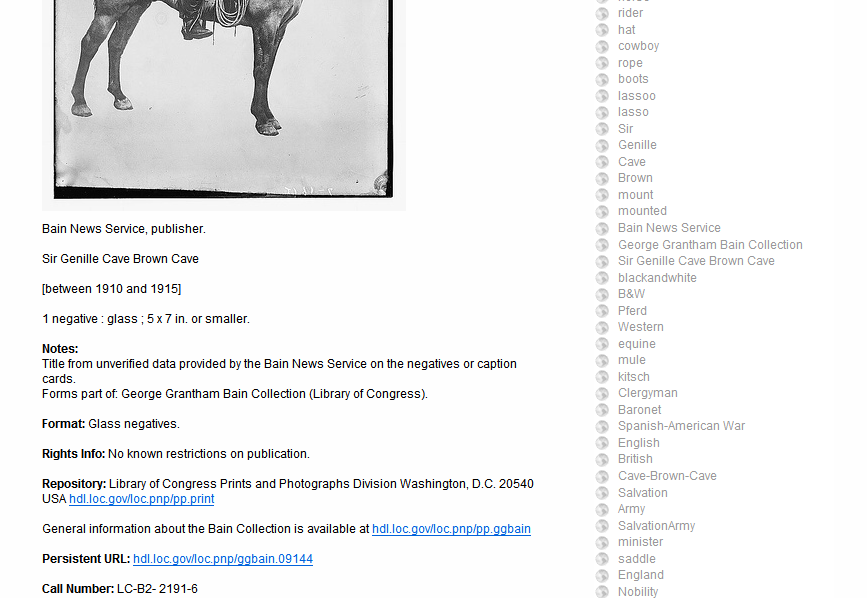 Bain News Service, publisher.
Sir Genille Cave Brown Cave
[between 1910 and 1915]
1 negative : glass ; 5 x 7 in. or smaller.
Notes:
Title from unverified data provided by the Bain News Service on the negatives or caption
cards.
Forms part of: George Grantham Bain Collection (Library of Congress).
Format: Glass negatives.
Rights Info: No known restrictions on publication.
Repository: Library of Congress Prints and Photographs Division Washington, D.C. 20540
USA hdl.loc.gov/loc.pnp/pp.print
General information about the Bain Collection is available at hdl.loc.gov/loc.pnp/pp.ggbain
Persistent URL: hdl.loc.gov/loc.pnp/ggbain.09144
Call Number: LC-B2- 2191-6
rider
hat
cowboy
rope
boots
lassoo
lasso
Sir
Genille
Cave
Brown
mount
mounted
Bain News Service
George Grantham Bain Collection
Sir Genille Cave Brown Cave
blackandwhite
B&W
Pferd
Western
equine
mule
kitsch
Clergyman
Baronet
Spanish-American War
English
British
Cave-Brown-Cave
Salvation
Army
SalvationArmy
minister
saddle
England
Nobility